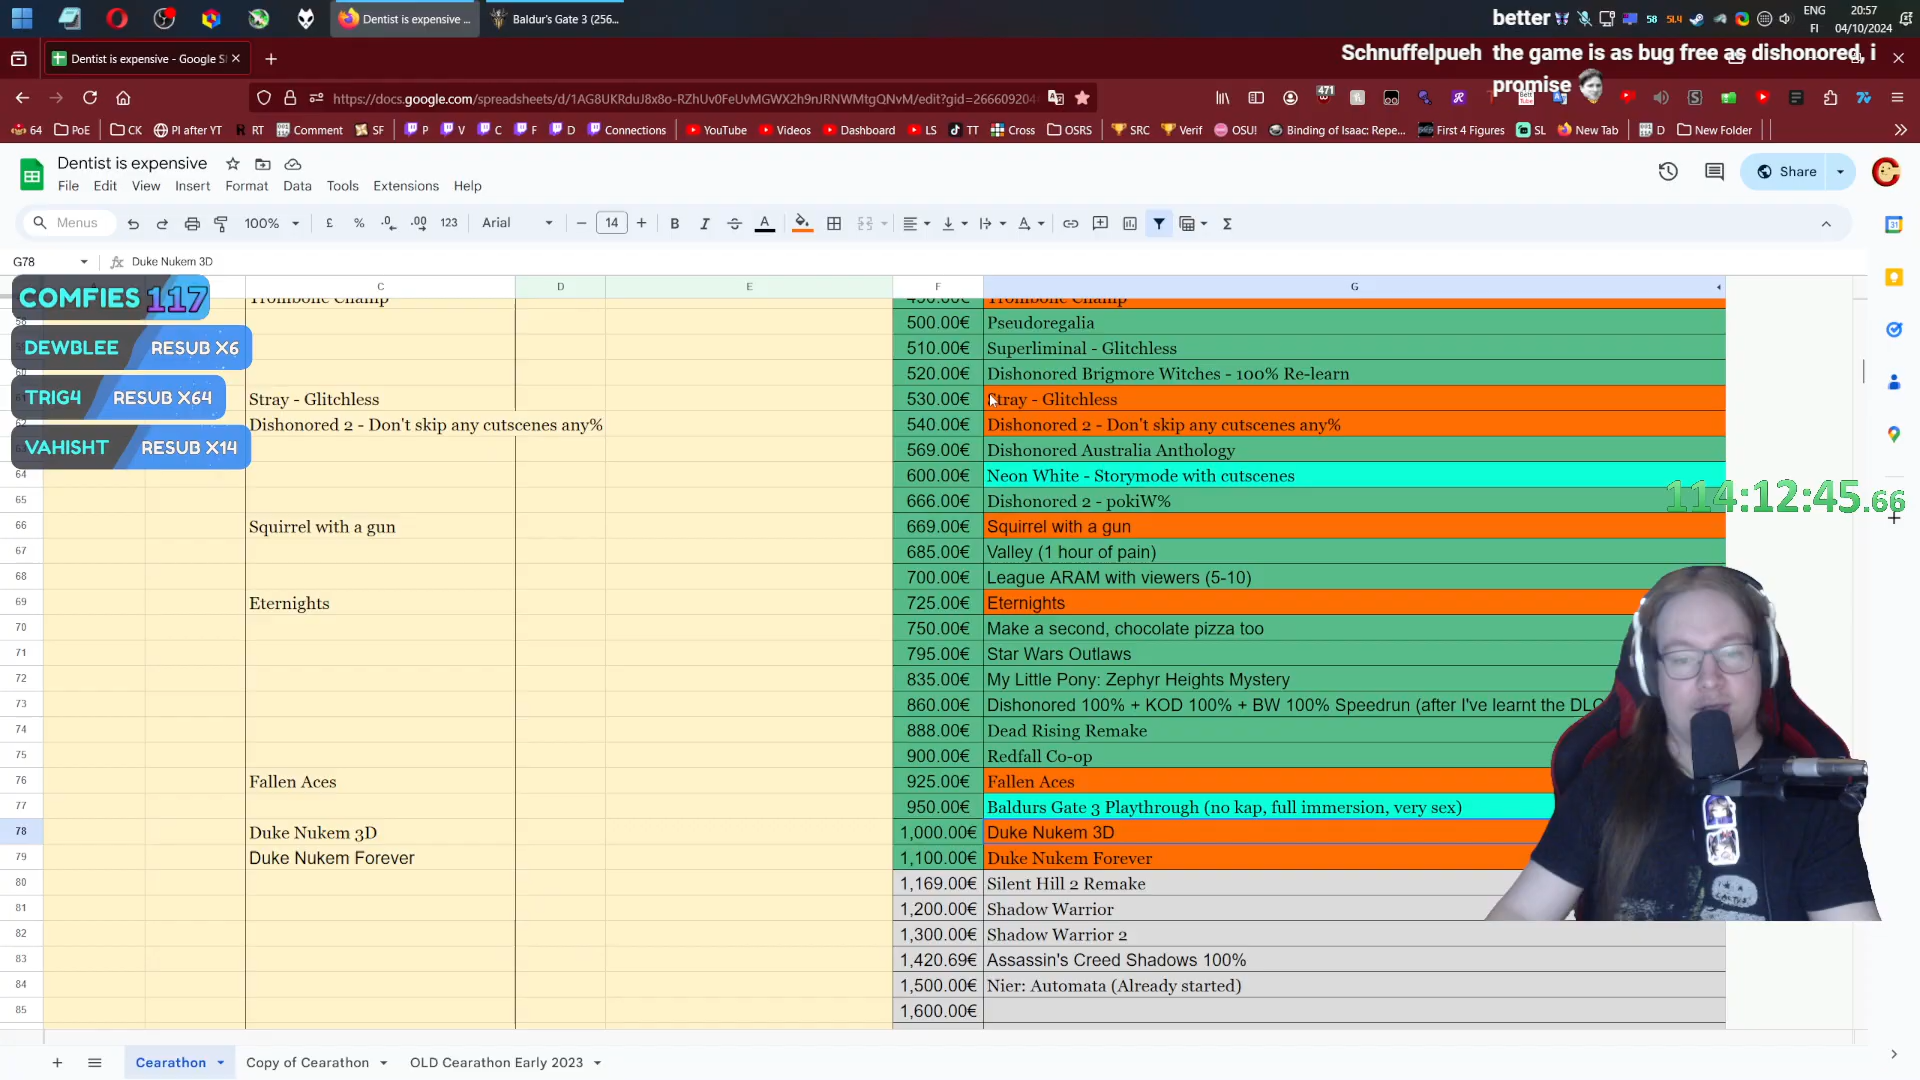 Dentist is expensive ...
Baldur's Gate 3 (256...
better
58
ENG
FI
20:57
04/10/2024
Dentist is expensive - Google S
Schnuffelpueh the game is as bug free as dishonored, i
promise
https://docs.google.com/spreadsheets/d/1AG8UKRduJ8x8o-RZhUv0FeUvMGWX2h9nJRNWMtgQNvM/edit?gid=266609204
471
64 PoE CK PI after YT RT Comment SF P V C F D Connections YouTube Videos Dashboard LS TT Cross OSRS SRC Verif OSU! Binding of Isaac: Repe... First 4 Figures SL New Tab D New Folder
Dentist is expensive
Share
File Edit View Insert Format Data Tools Extensions Help
Menus
100%
£ % .0 .00 123
Arial
14
G78
Duke Nukem 3D
COMFIES 117
DEWBLEE RESUB X6
TRIG4 RESUB X64
VAHISHT RESUB X14
C D E F G
Trombone Champ 490.00€ Trombone Champ
500.00€ Pseudoregalia
510.00€ Superliminal - Glitchless
520.00€ Dishonored Brigmore Witches - 100% Re-learn
Stray - Glitchless 530.00€ Stray - Glitchless
Dishonored 2 - Don't skip any cutscenes any% 540.00€ Dishonored 2 - Don't skip any cutscenes any%
569.00€ Dishonored Australia Anthology
64 600.00€ Neon White - Storymode with cutscenes
65 666.00€ Dishonored 2 - pokiW%
114:12:45.66
66 Squirrel with a gun 669.00€ Squirrel with a gun
67 685.00€ Valley (1 hour of pain)
68 700.00€ League ARAM with viewers (5-10)
69 Eternights 725.00€ Eternights
70 750.00€ Make a second, chocolate pizza too
71 795.00€ Star Wars Outlaws
72 835.00€ My Little Pony: Zephyr Heights Mystery
73 860.00€ Dishonored 100% + KOD 100% + BW 100% Speedrun (after I've learnt the DLC
74 888.00€ Dead Rising Remake
75 900.00€ Redfall Co-op
76 Fallen Aces 925.00€ Fallen Aces
77 950.00€ Baldurs Gate 3 Playthrough (no kap, full immersion, very sex)
78 Duke Nukem 3D 1,000.00€ Duke Nukem 3D
79 Duke Nukem Forever 1,100.00€ Duke Nukem Forever
80 1,169.00€ Silent Hill 2 Remake
81 1,200.00€ Shadow Warrior
82 1,300.00€ Shadow Warrior 2
83 1,420.69€ Assassin's Creed Shadows 100%
84 1,500.00€ Nier: Automata (Already started)
85 1,600.00€
Cearathon
Copy of Cearathon
OLD Cearathon Early 2023